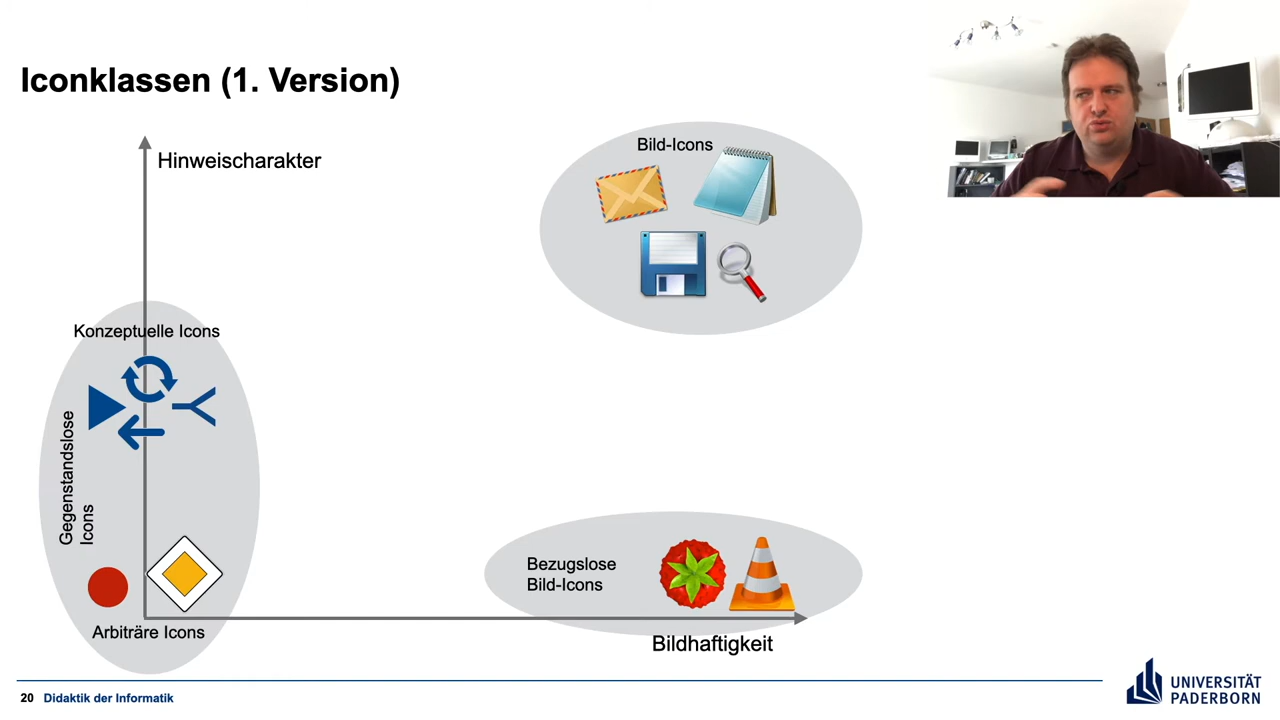 Iconklassen (1. Version)
Hinweischarakter
Bild-Icons
Konzeptuelle Icons
Gegenstandslose
Icons
Bezugslose
Bild-Icons
Arbiträre Icons
Bildhaftigkeit
20 Didaktik der Informatik
UNIVERSITÄT
PADERBORN